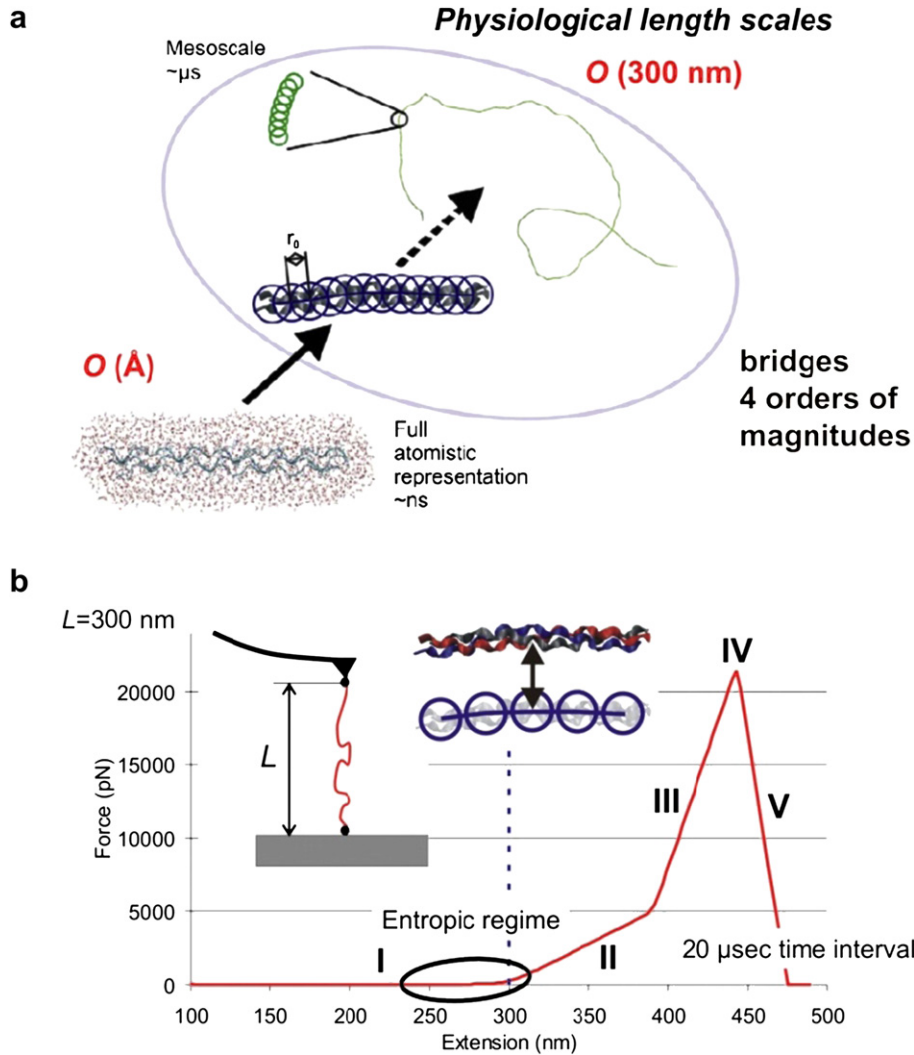 a
Physiological length scales
Mesoscale
~μs
O (300 nm)
r₀
O (Å)
bridges
4 orders of
magnitudes
Full
atomistic
representation
~ns
b
L=300 nm
IV
20000
L
15000
III
V
Force (pN)
10000
5000
Entropic regime
I
II
20 μsec time interval
0
100
150
200
250
300
350
400
450
500
Extension (nm)